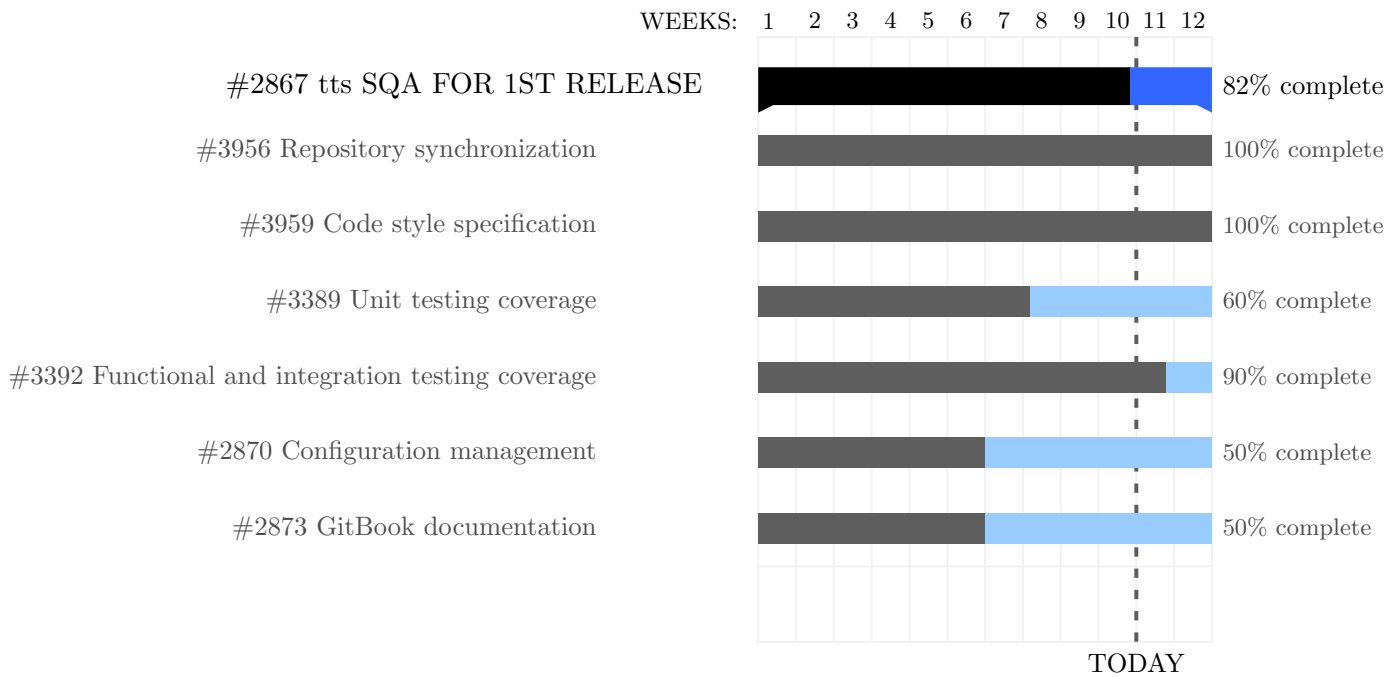 WEEKS: 1 2 3 4 5 6 7 8 9 10 11 12
#2867 tts SQA FOR 1ST RELEASE 82% complete
#3956 Repository synchronization 100% complete
#3959 Code style specification 100% complete
#3389 Unit testing coverage 60% complete
#3392 Functional and integration testing coverage 90% complete
#2870 Configuration management 50% complete
#2873 GitBook documentation 50% complete
TODAY